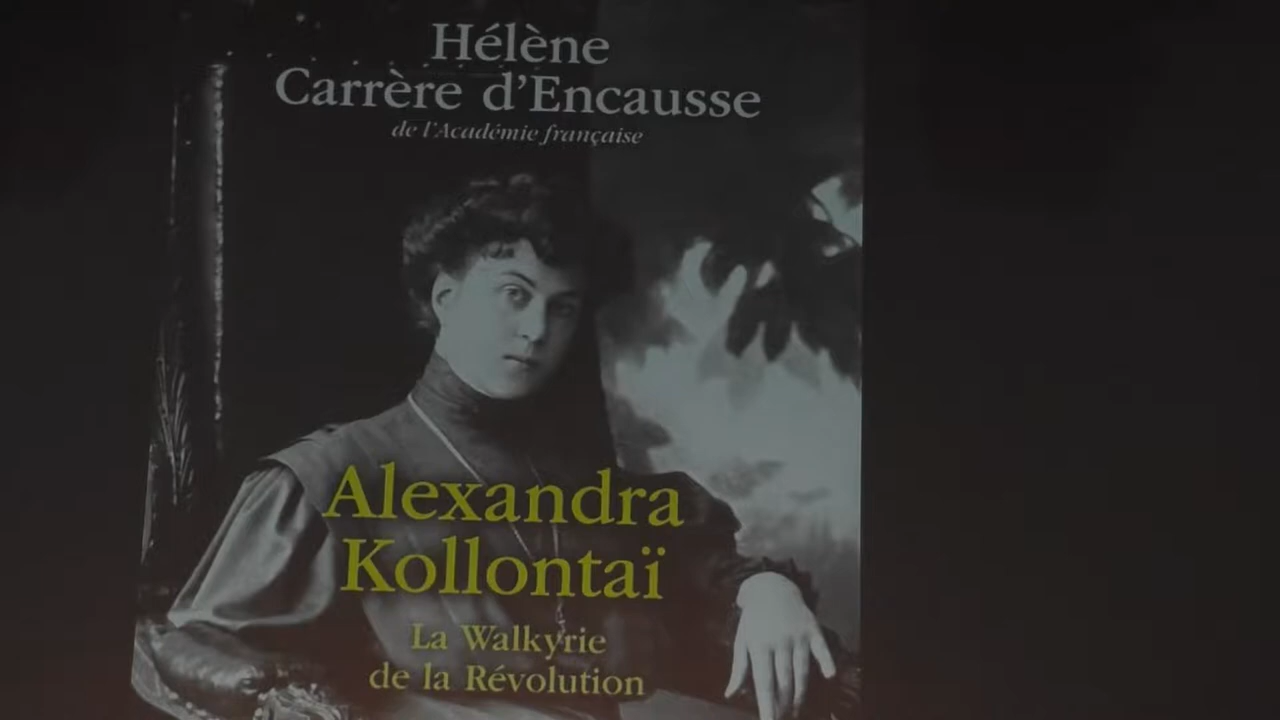 Hélène
Carrère d'Encausse
de l'Académie française
Alexandra
Kollontaï
La Walkyrie
de la Révolution